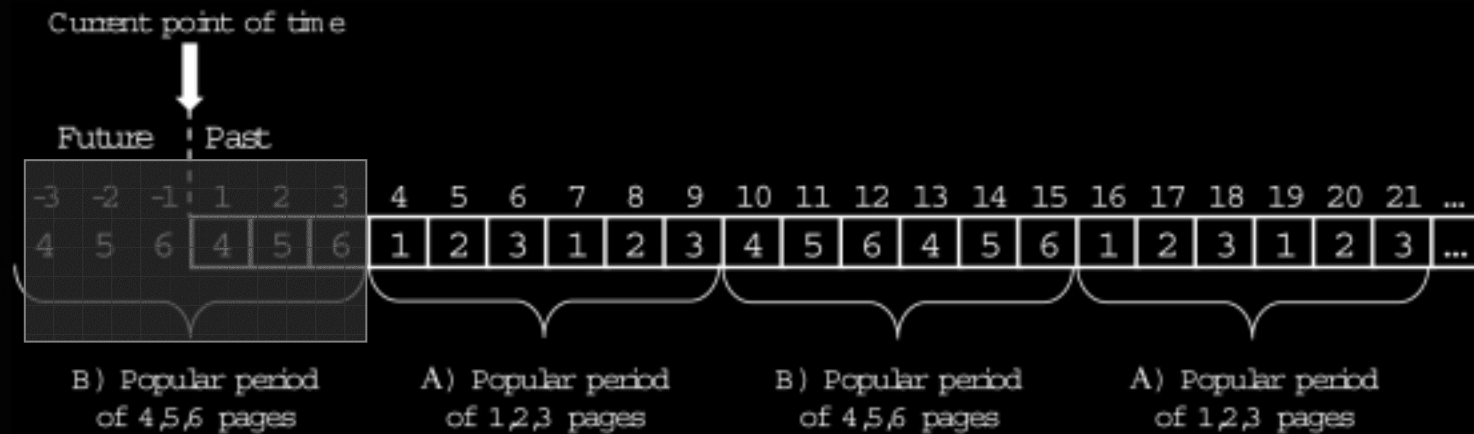 Current point of time
Future Past
-3 -2 -1 1 2 3 4 5 6 7 8 9 10 11 12 13 14 15 16 17 18 19 20 21 ...
4 5 6 4 5 6 1 2 3 1 2 3 4 5 6 4 5 6 1 2 3 1 2 3 ...
B) Popular period
of 4,5,6 pages
A) Popular period
of 1,2,3 pages
B) Popular period
of 4,5,6 pages
A) Popular period
of 1,2,3 pages